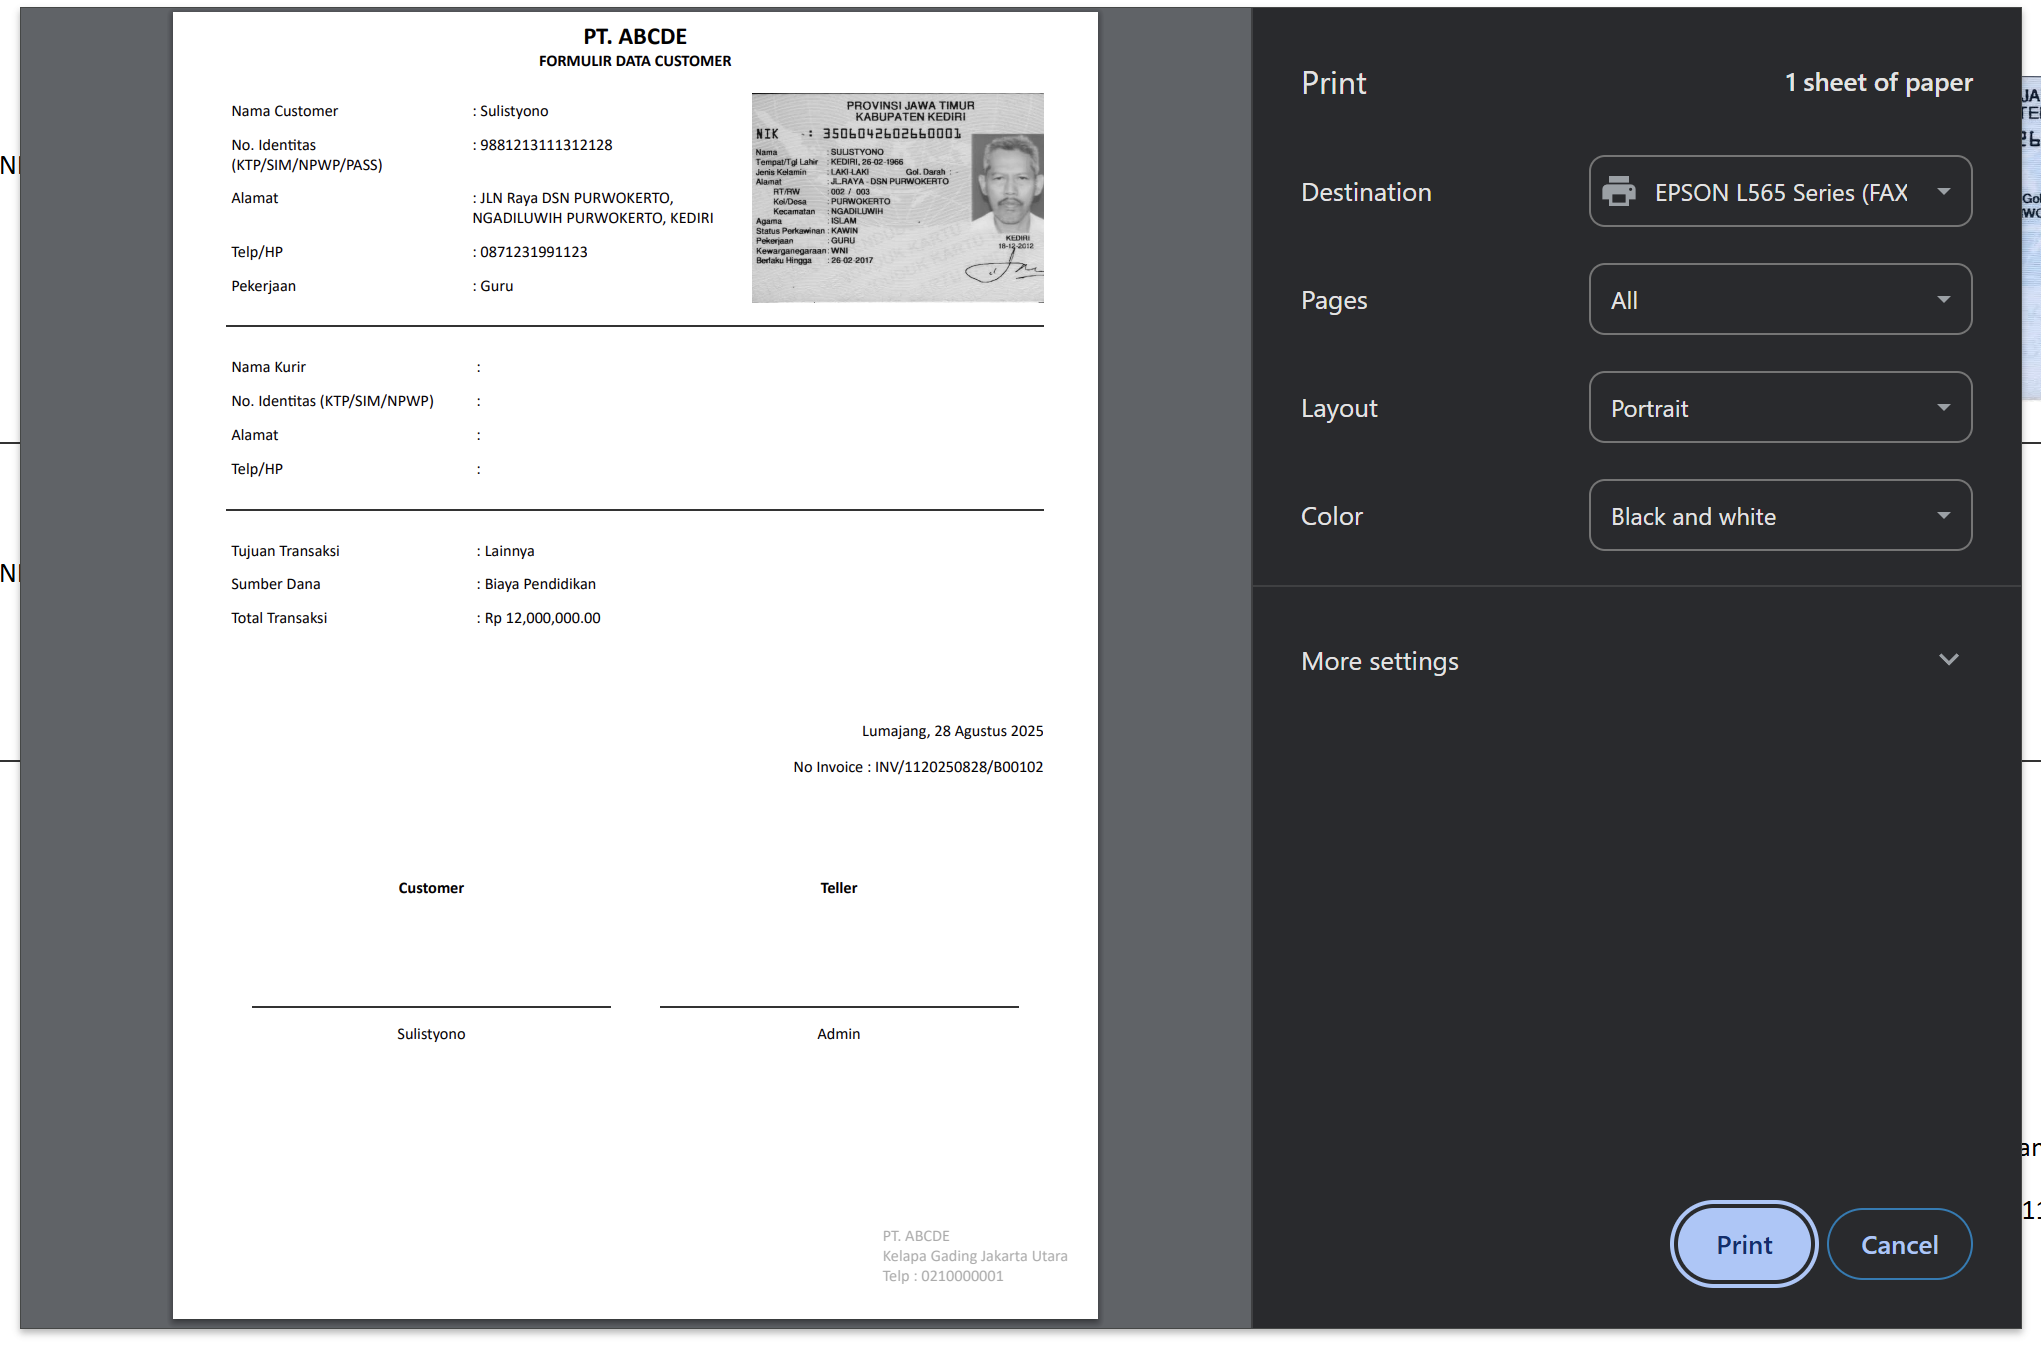 PT. ABCDE
FORMULIR DATA CUSTOMER
Nama Customer : Sulistyono
No. Identitas : 9881213111312128
(KTP/SIM/NPWP/PASS)
Alamat : JLN Raya DSN PURWOKERTO,
NGADILUWIH PURWOKERTO, KEDIRI
Telp/HP : 0871231991123
Pekerjaan : Guru
PROVINSI JAWA TIMUR
KABUPATEN KEDIRI
NIK : 3506042602660001
Nama : SULISTYONO
Tempat/Tgl Lahir : KEDIRI, 26-02-1966
Jenis Kelamin : LAKI-LAKI Gol. Darah : -
Alamat : JL.RAYA - DSN PURWOKERTO
RT/RW : 002 / 003
Kel/Desa : PURWOKERTO
Kecamatan : NGADILUWIH
Agama : ISLAM
Status Perkawinan : KAWIN
Pekerjaan : GURU
Kewarganegaraan : WNI
Berlaku Hingga : 26-02-2017
KEDIRI
18-12-2012
Nama Kurir :
No. Identitas (KTP/SIM/NPWP) :
Alamat :
Telp/HP :
Tujuan Transaksi : Lainnya
Sumber Dana : Biaya Pendidikan
Total Transaksi : Rp 12,000,000.00
Lumajang, 28 Agustus 2025
No Invoice : INV/1120250828/B00102
Customer Teller
Sulistyono Admin
PT. ABCDE
Kelapa Gading Jakarta Utara
Telp : 0210000001
Print 1 sheet of paper
Destination EPSON L565 Series (FAX
Pages All
Layout Portrait
Color Black and white
More settings
Print Cancel